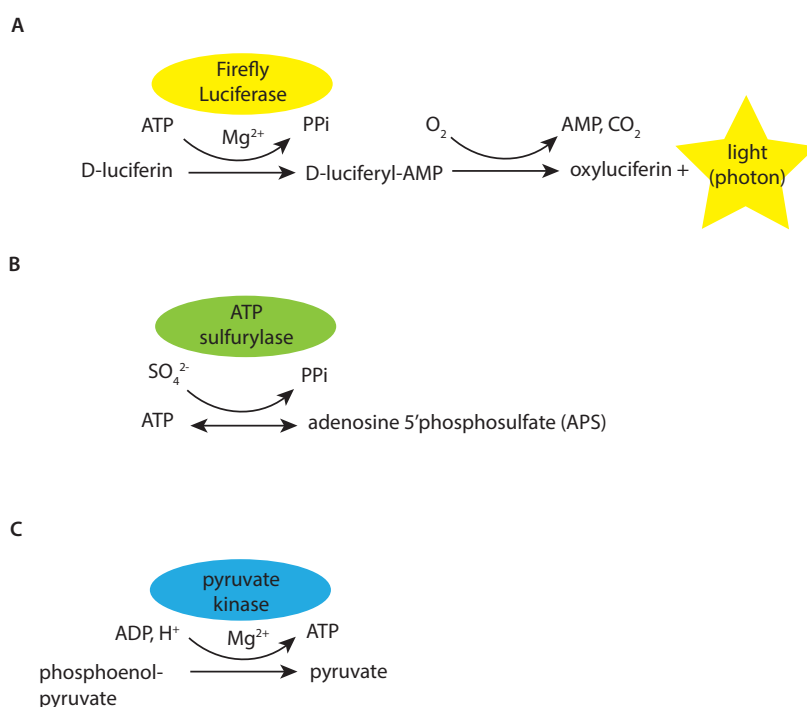 A
Firefly
Luciferase
ATP
Mg²⁺
PPi
O₂
AMP, CO₂
light
(photon)
D-luciferin
D-luciferyl-AMP
oxyluciferin +
B
ATP
sulfurylase
SO₄²⁻
PPi
ATP
adenosine 5'phosphosulfate (APS)
C
pyruvate
kinase
ADP, H⁺
Mg²⁺
ATP
phosphoenol-
pyruvate
pyruvate